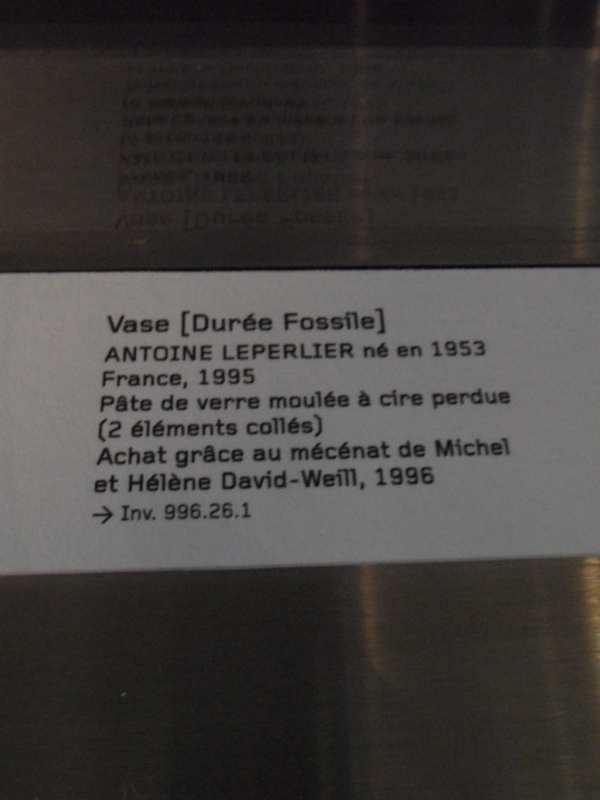 Vase [Durée Fossile]
ANTOINE LEPERLIER né en 1953
France, 1995
Pâte de verre moulée à cire perdue
(2 éléments collés)
Achat grâce au mécénat de Michel
et Hélène David-Weill, 1996
→ Inv. 996.26.1